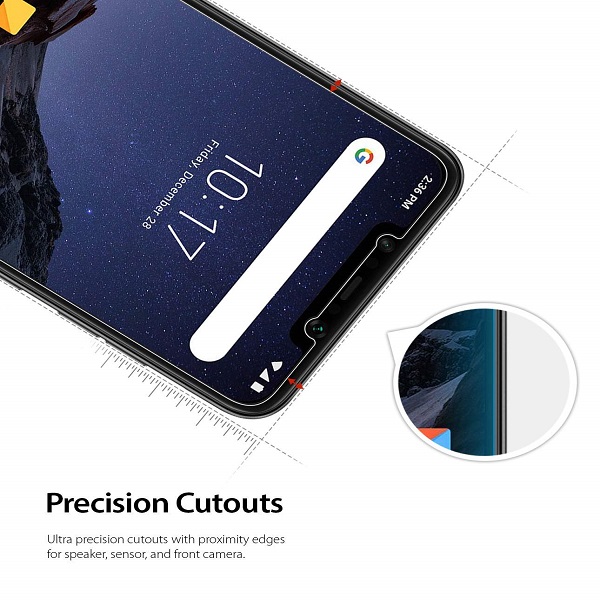 2:36 PM
10:17
Friday, December 28
Precision Cutouts
Ultra precision cutouts with proximity edges
for speaker, sensor, and front camera.